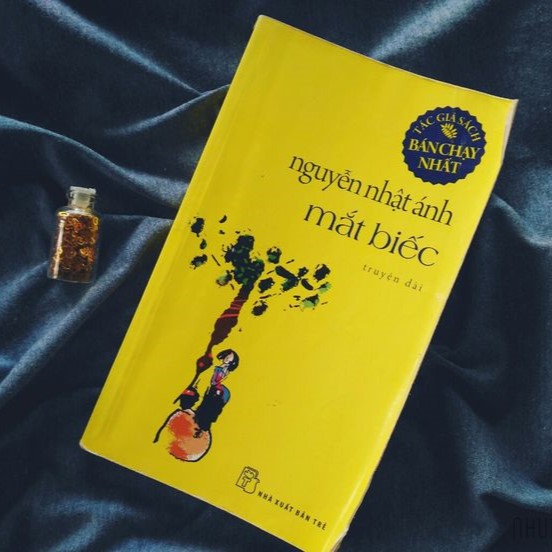 TÁC GIẢ SÁCH
BÁN CHẠY
NHẤT
nguyễn nhật ánh
mắt biếc
truyện dài
NHÀ XUẤT BẢN TRẺ